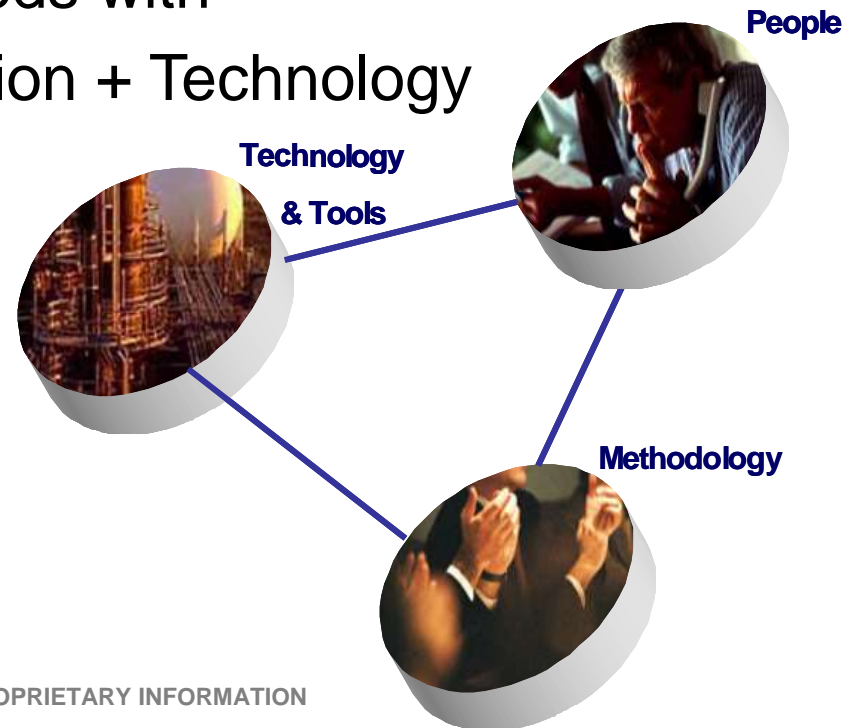 ion + Technology
People
Technology
& Tools
Methodology
OPRIETARY INFORMATION